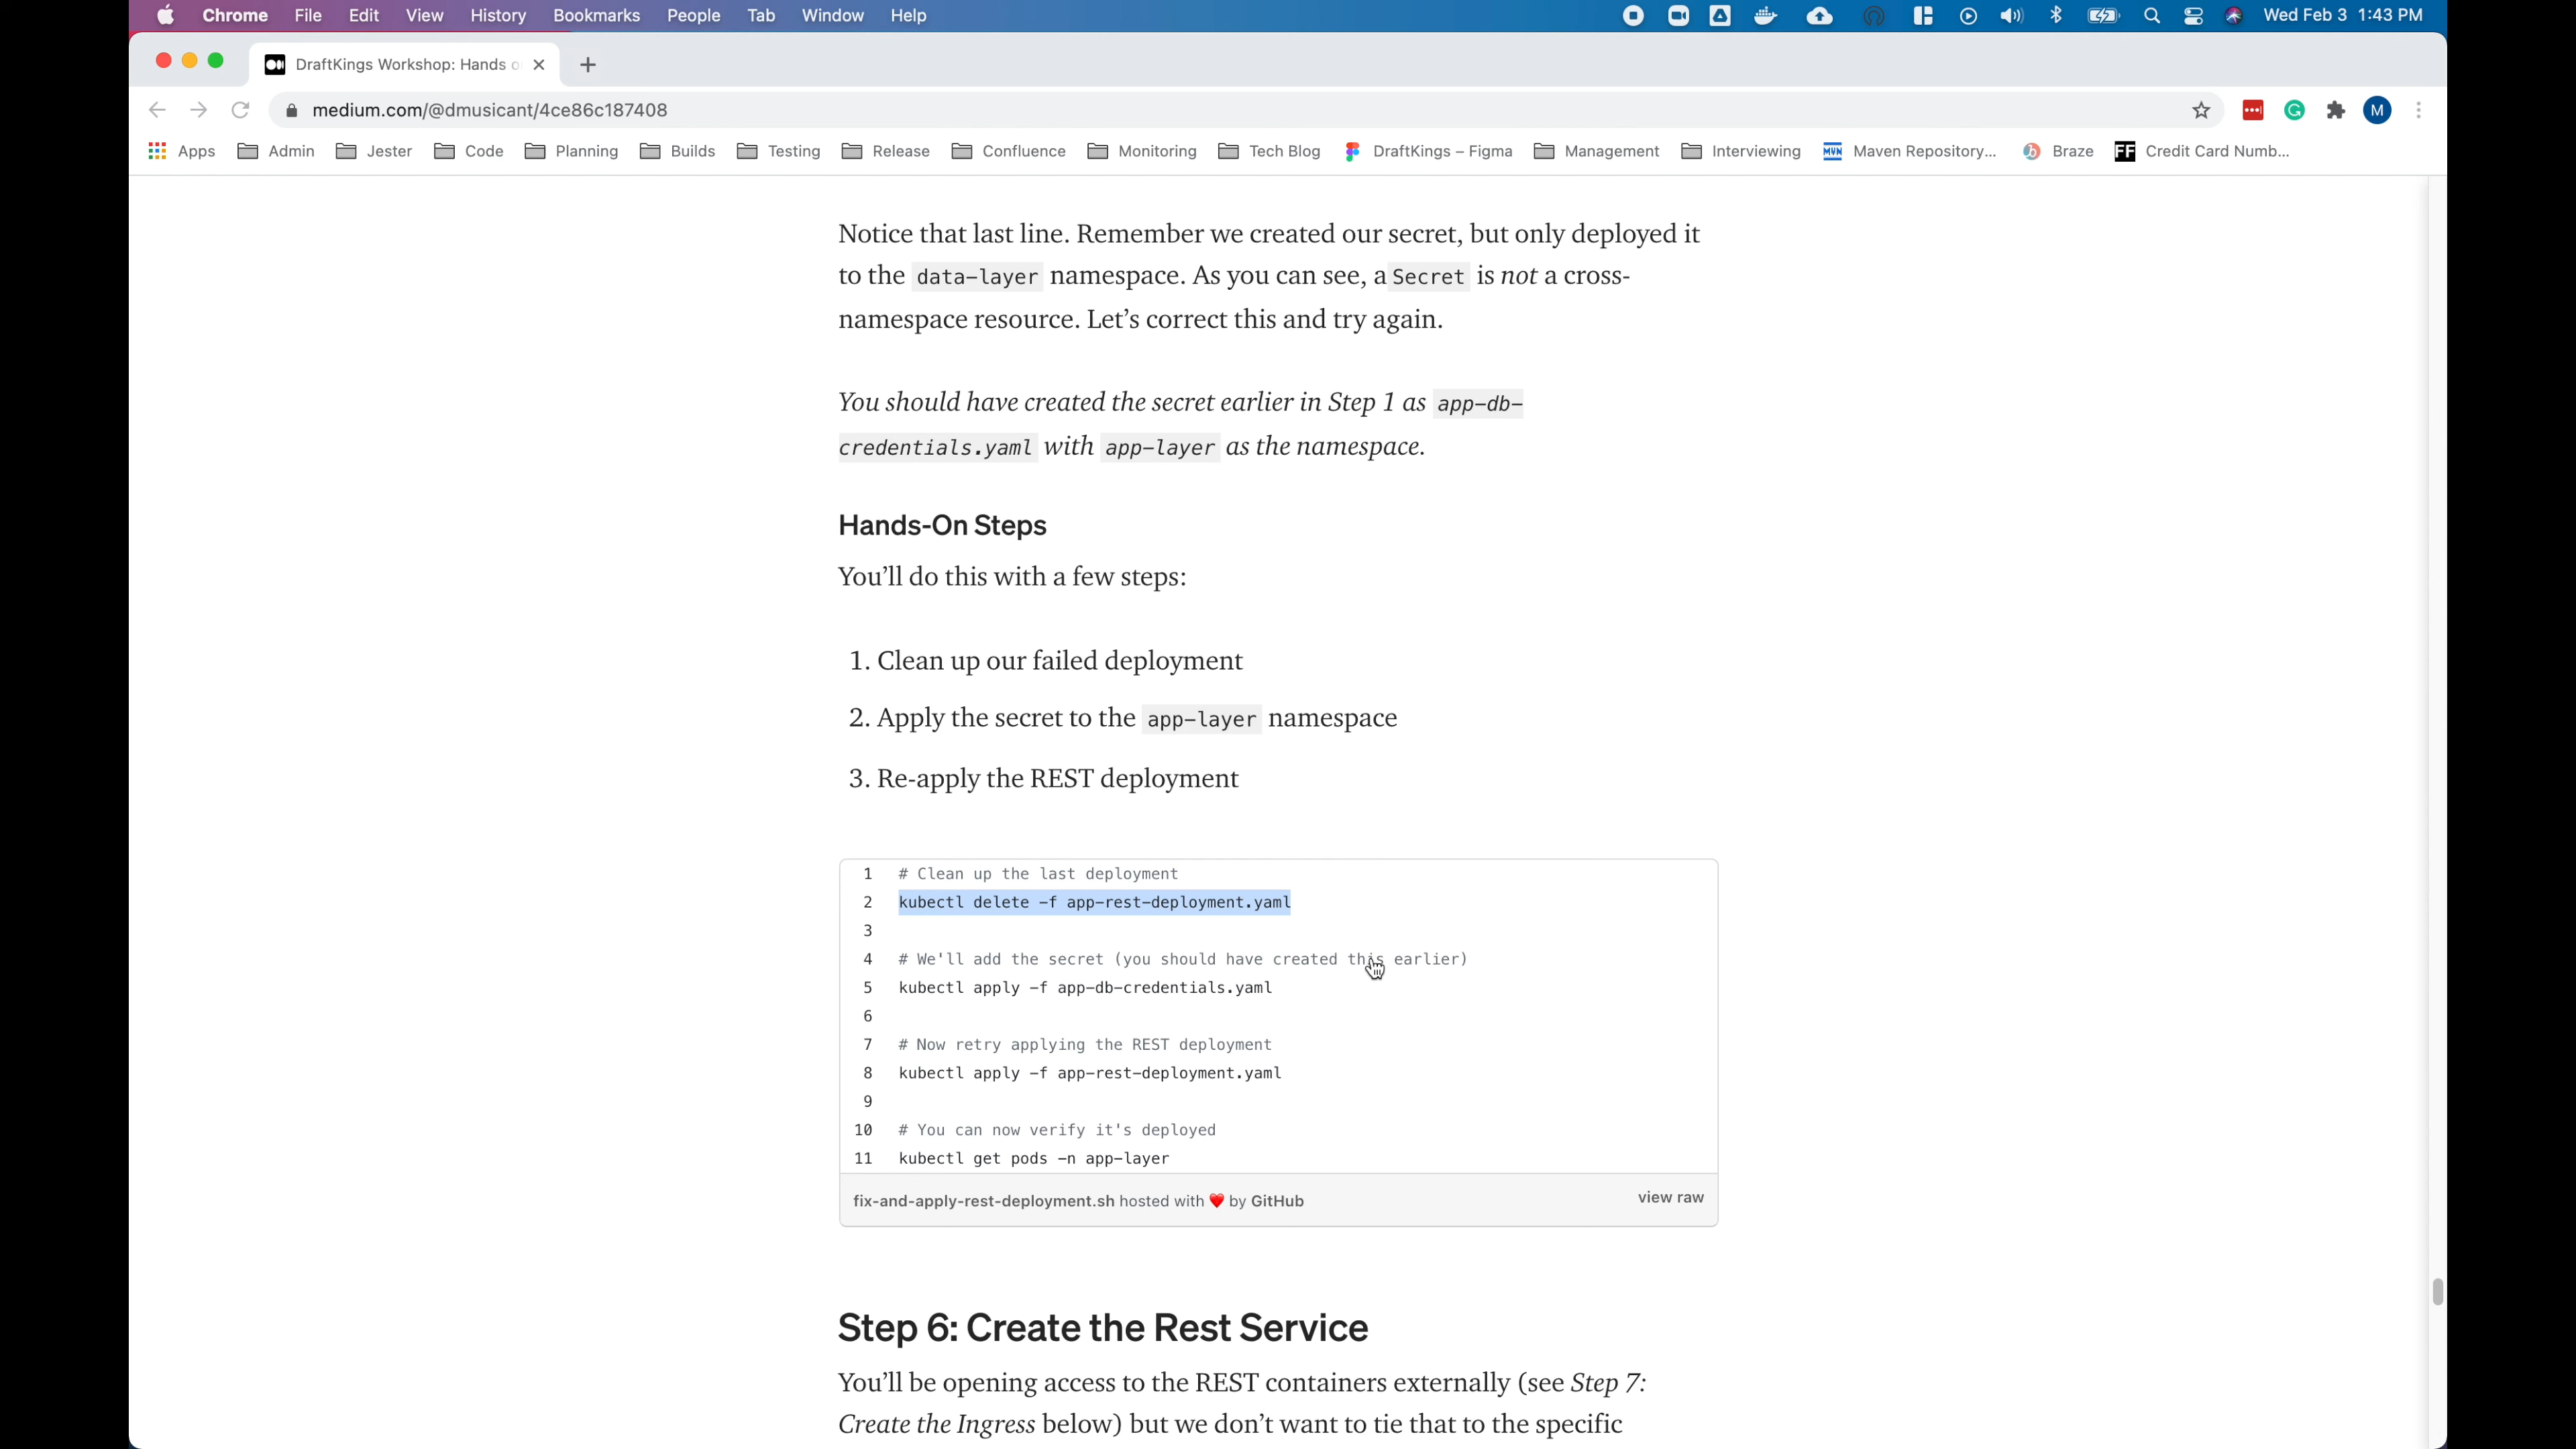 Chrome File Edit View History Bookmarks People Tab Window Help Wed Feb 3 1:43 PM
DraftKings Workshop: Hands o
medium.com/@dmusicant/4ce86c187408 M
Apps Admin Jester Code Planning Builds Testing Release Confluence Monitoring Tech Blog DraftKings – Figma Management Interviewing MVN Maven Repository... b Braze FF Credit Card Numb...
Notice that last line. Remember we created our secret, but only deployed it
to the data-layer namespace. As you can see, a Secret is not a cross-
namespace resource. Let’s correct this and try again.
You should have created the secret earlier in Step 1 as app-db-
credentials.yaml with app-layer as the namespace.
Hands-On Steps
You’ll do this with a few steps:
1. Clean up our failed deployment
2. Apply the secret to the app-layer namespace
3. Re-apply the REST deployment
1 # Clean up the last deployment
2 kubectl delete -f app-rest-deployment.yaml
3
4 # We'll add the secret (you should have created this earlier)
5 kubectl apply -f app-db-credentials.yaml
6
7 # Now retry applying the REST deployment
8 kubectl apply -f app-rest-deployment.yaml
9
10 # You can now verify it's deployed
11 kubectl get pods -n app-layer
fix-and-apply-rest-deployment.sh hosted with ❤ by GitHub view raw
Step 6: Create the Rest Service
You’ll be opening access to the REST containers externally (see Step 7:
Create the Ingress below) but we don’t want to tie that to the specific